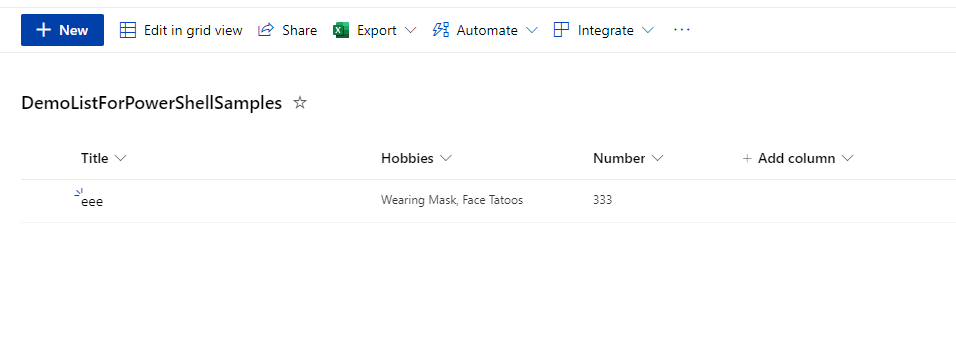 New Edit in grid view Share Export Automate Integrate ...
DemoListForPowerShellSamples
Title Hobbies Number + Add column
eee Wearing Mask, Face Tatoos 333